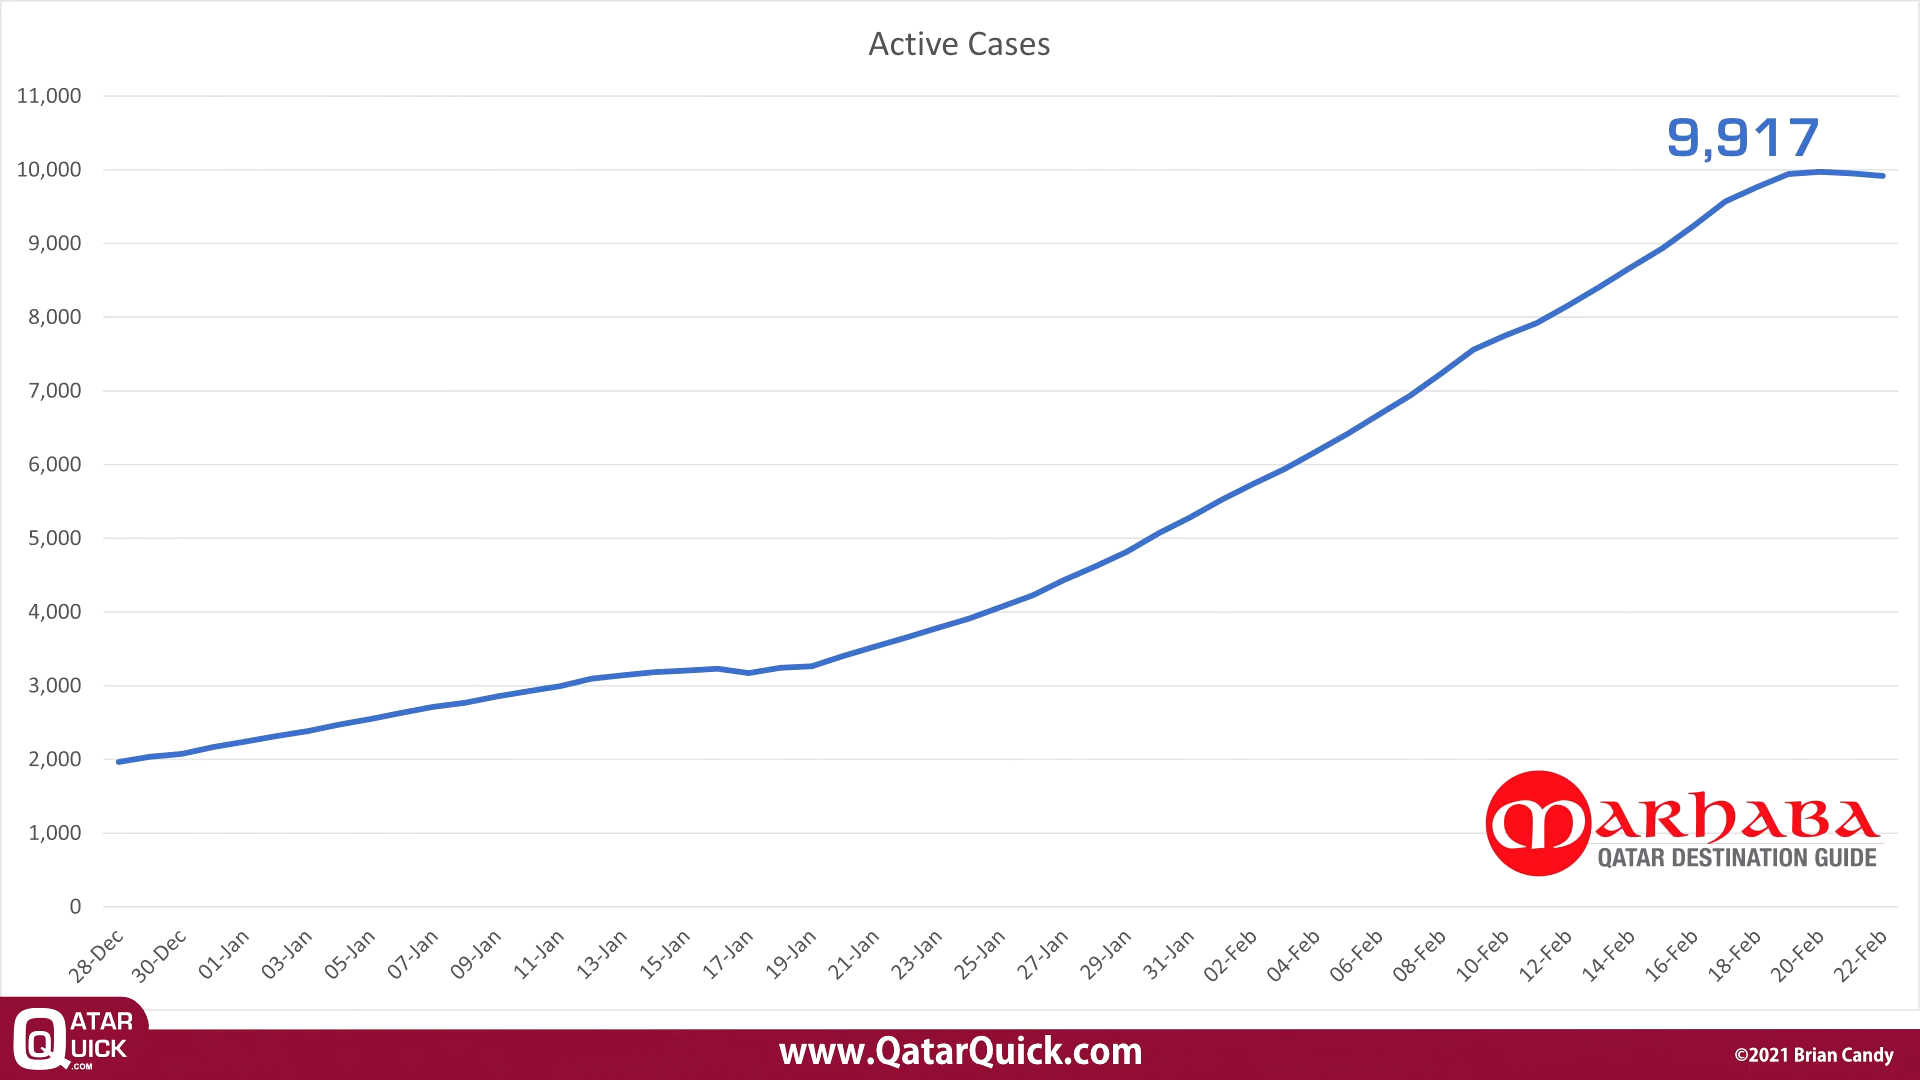 Active Cases
11,000
9,917
10,000
9,000
8,000
7,000
6,000
5,000
4,000
3,000
2,000
1,000
0
MARHABA
QATAR DESTINATION GUIDE
28-Dec 30-Dec 01-Jan 03-Jan 05-Jan 07-Jan 09-Jan 11-Jan 13-Jan 15-Jan 17-Jan 19-Jan 21-Jan 23-Jan 25-Jan 27-Jan 29-Jan 31-Jan 02-Feb 04-Feb 06-Feb 08-Feb 10-Feb 12-Feb 14-Feb 16-Feb 18-Feb 20-Feb 22-Feb
QATAR
QUICK
.COM
www.QatarQuick.com
©2021 Brian Candy